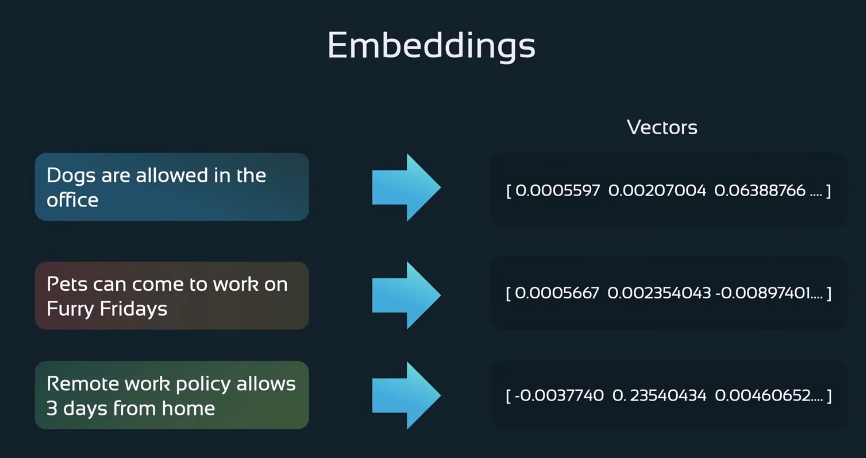 Embeddings
Vectors
Dogs are allowed in the
office
[ 0.0005597 0.00207004 0.06388766 .... ]
Pets can come to work on
Furry Fridays
[ 0.0005667 0.002354043 -0.00897401.... ]
Remote work policy allows
3 days from home
[ -0.0037740 0. 23540434 0.00460652.... ]